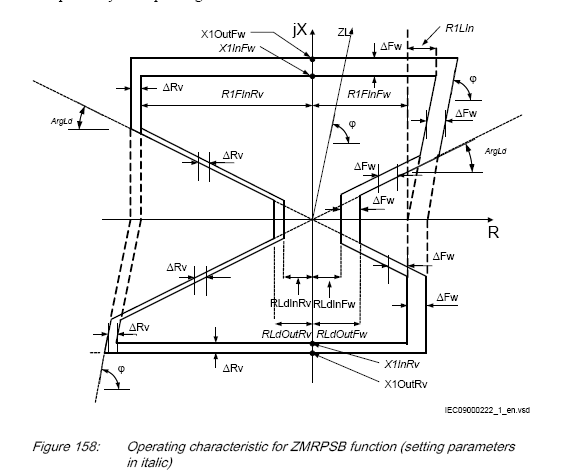 jX
ZL
R1LIn
X1OutFw
X1InFw
ΔFw
ΔRv
R1FInRv
R1FInFw
φ
φ
ΔFw
ArgLd
ArgLd
ΔRv
ΔFw
ΔFw
R
ΔRv
ΔFw
RLdInRv
RLdInFw
ΔFw
ΔRv
RLdOutRv
RLdOutFw
φ
ΔRv
X1InRv
X1OutRv
IEC09000222_1_en.vsd
Figure 158: Operating characteristic for ZMRPSB function (setting parameters
in italic)